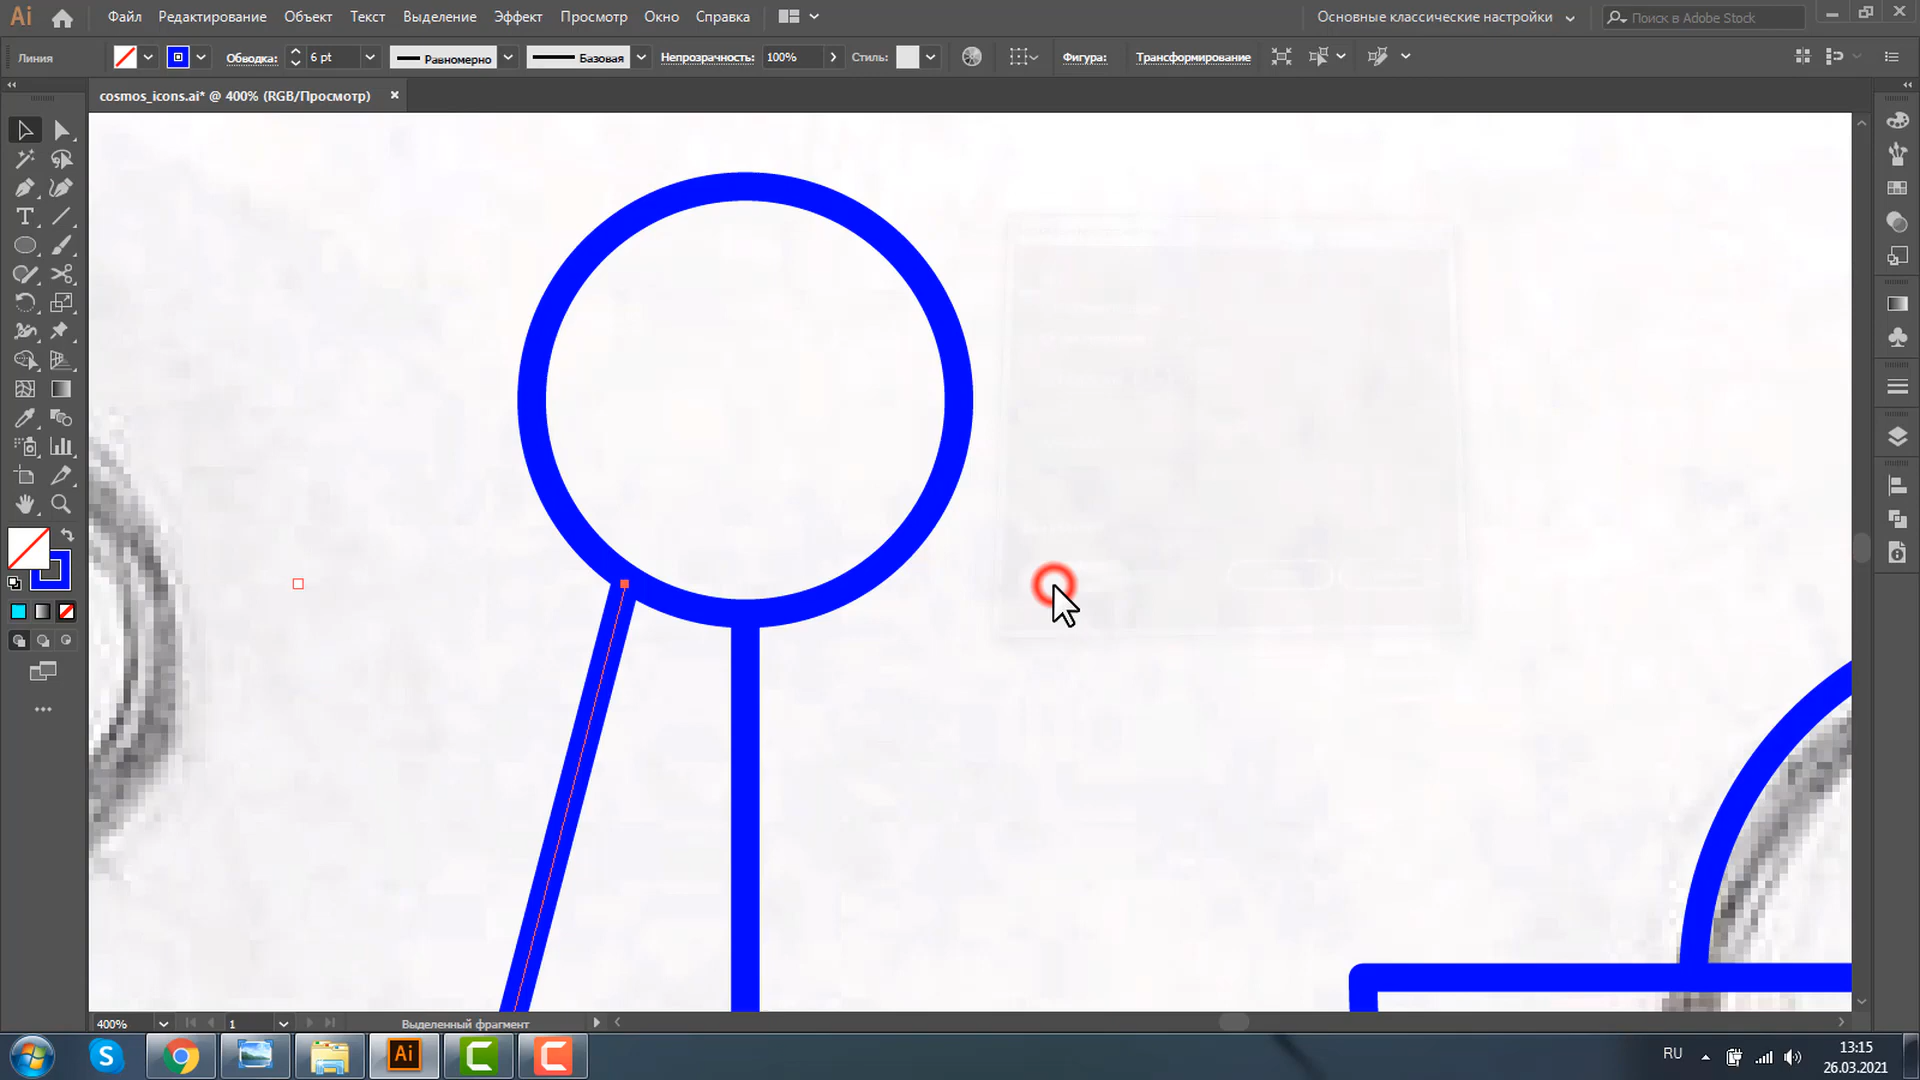 Ai Файл Редактирование Объект Текст Выделение Эффект Просмотр Окно Справка Основные классические настройки Поиск в Adobe Stock
Линия Обводка: 6 pt Равномерно Базовая Непрозрачность: 100% Стиль: Фигура: Трансформирование
cosmos_icons.ai* @ 400% (RGB/Просмотр)
400% 1 Выделенный фрагмент
Ai RU 13:15
26.03.2021